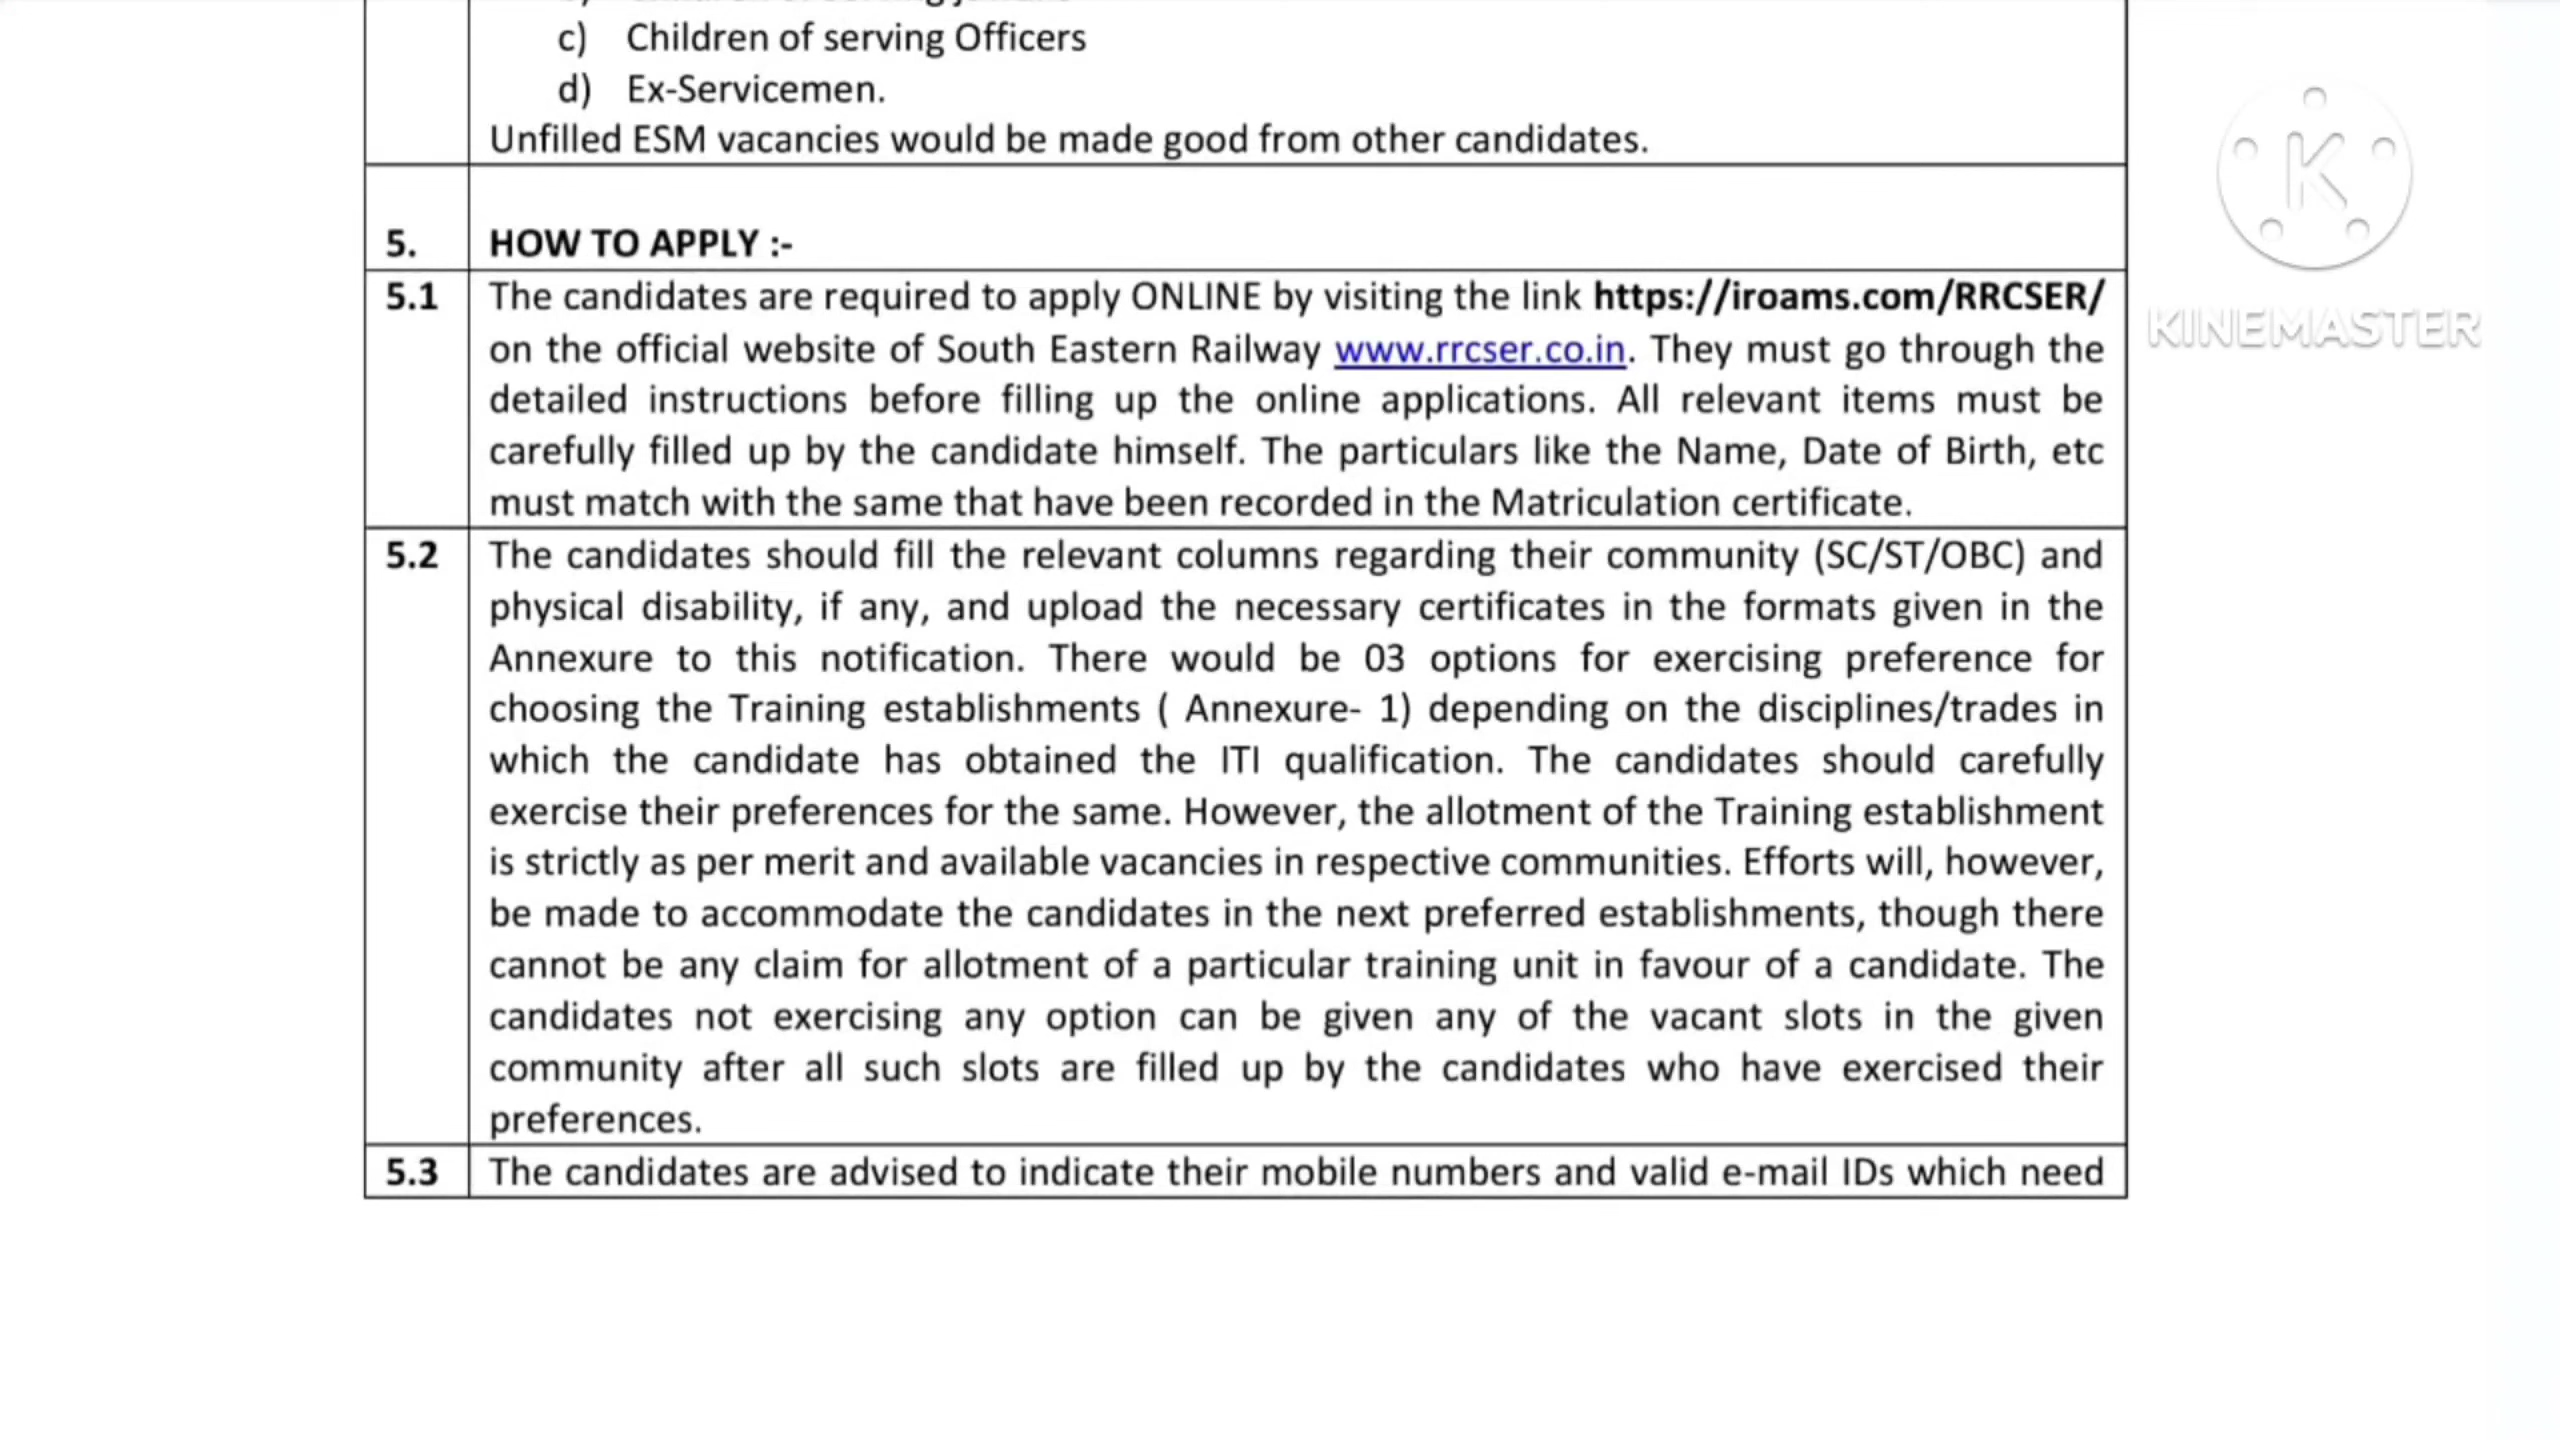 c) Children of serving Officers
d) Ex-Servicemen.
Unfilled ESM vacancies would be made good from other candidates.
5. HOW TO APPLY :-
5.1 The candidates are required to apply ONLINE by visiting the link https://iroams.com/RRCSER/
on the official website of South Eastern Railway www.rrcser.co.in. They must go through the
detailed instructions before filling up the online applications. All relevant items must be
carefully filled up by the candidate himself. The particulars like the Name, Date of Birth, etc
must match with the same that have been recorded in the Matriculation certificate.
5.2 The candidates should fill the relevant columns regarding their community (SC/ST/OBC) and
physical disability, if any, and upload the necessary certificates in the formats given in the
Annexure to this notification. There would be 03 options for exercising preference for
choosing the Training establishments ( Annexure- 1) depending on the disciplines/trades in
which the candidate has obtained the ITI qualification. The candidates should carefully
exercise their preferences for the same. However, the allotment of the Training establishment
is strictly as per merit and available vacancies in respective communities. Efforts will, however,
be made to accommodate the candidates in the next preferred establishments, though there
cannot be any claim for allotment of a particular training unit in favour of a candidate. The
candidates not exercising any option can be given any of the vacant slots in the given
community after all such slots are filled up by the candidates who have exercised their
preferences.
5.3 The candidates are advised to indicate their mobile numbers and valid e-mail IDs which need
K
KINEMASTER